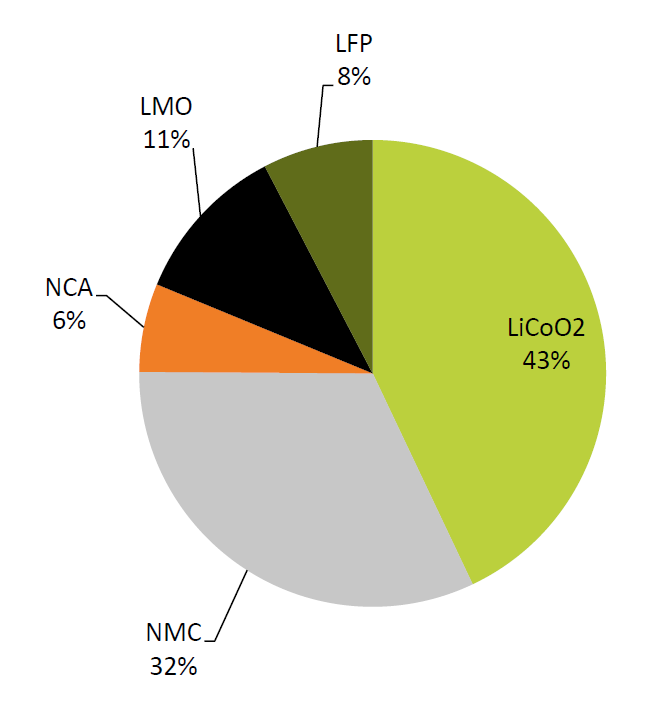 LFP
8%
LMO
11%
NCA
6%
LiCoO2
43%
NMC
32%